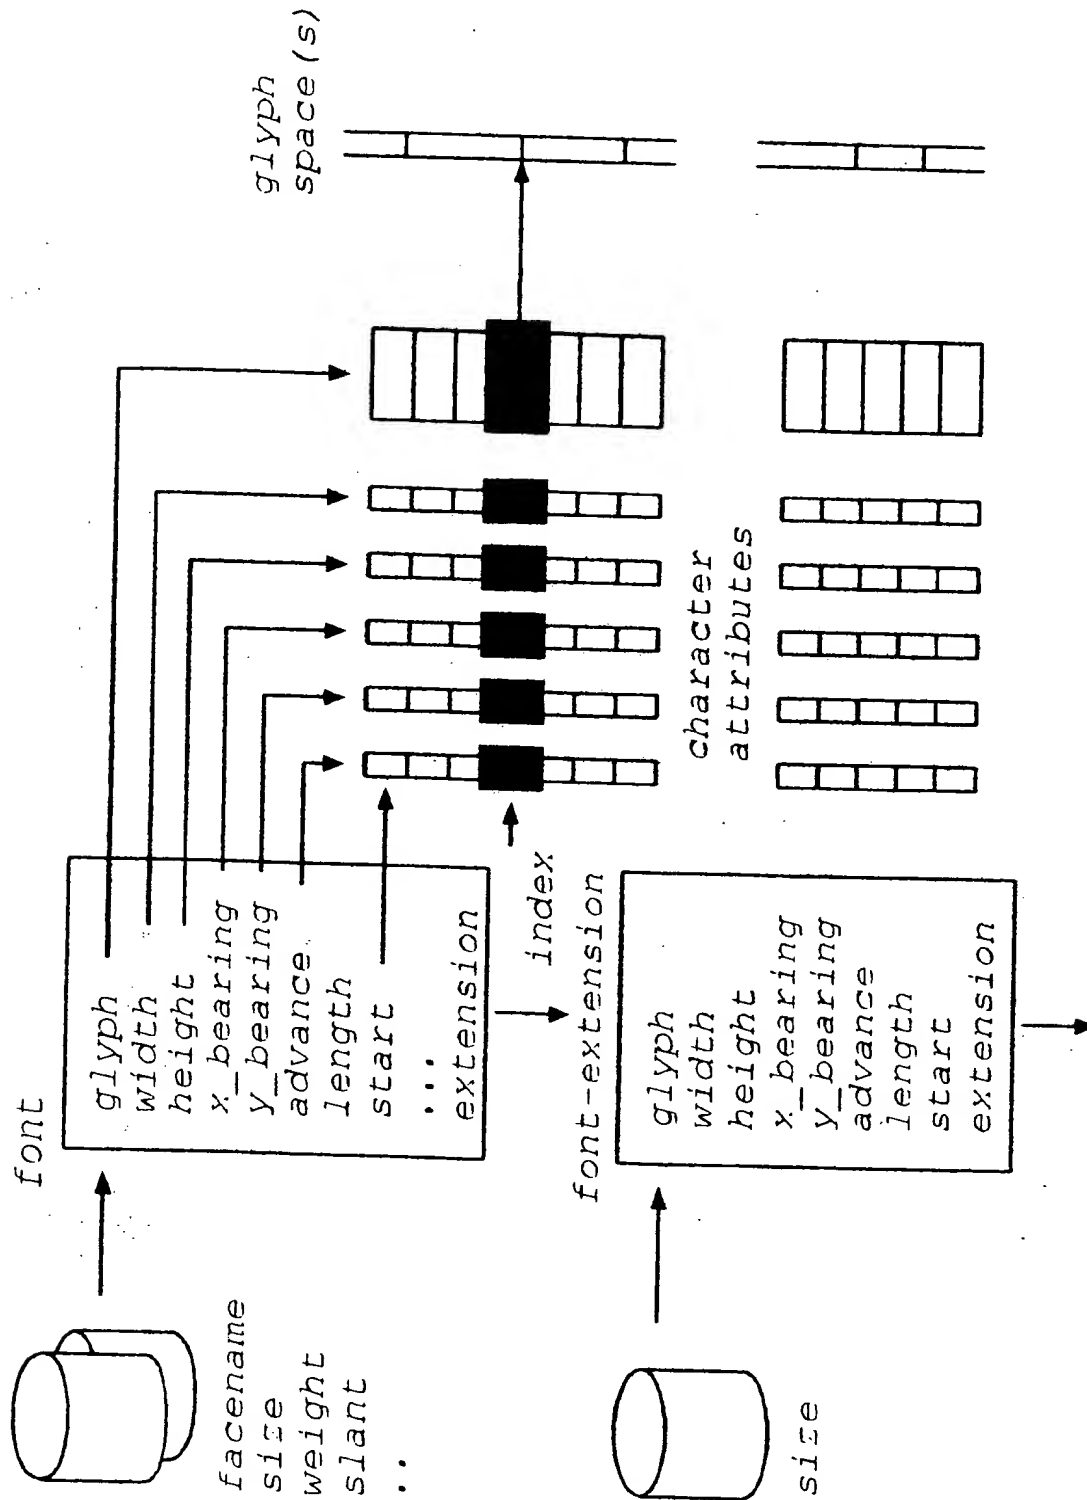 font
glyph
width
height
x_bearing
y_bearing
advance
length
start
...
extension
glyph
space(s)
facename
size
weight
slant
..
index
character
attributes
font-extension
glyph
width
height
x_bearing
y_bearing
advance
length
start
extension
size